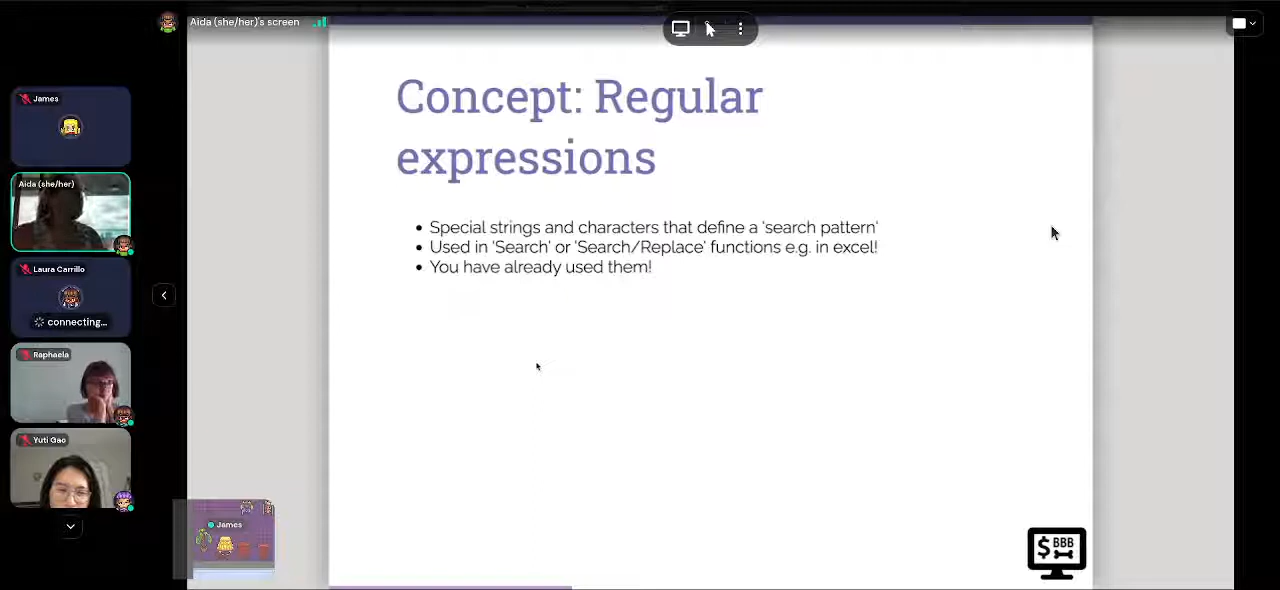 Aida (she/her)'s screen
James
Aida (she/her)
Laura Carrillo
connecting...
Raphaela
Yuti Gao
James
Concept: Regular
expressions
Special strings and characters that define a 'search pattern'
Used in 'Search' or 'Search/Replace' functions e.g. in excel!
You have already used them!
$ BBB